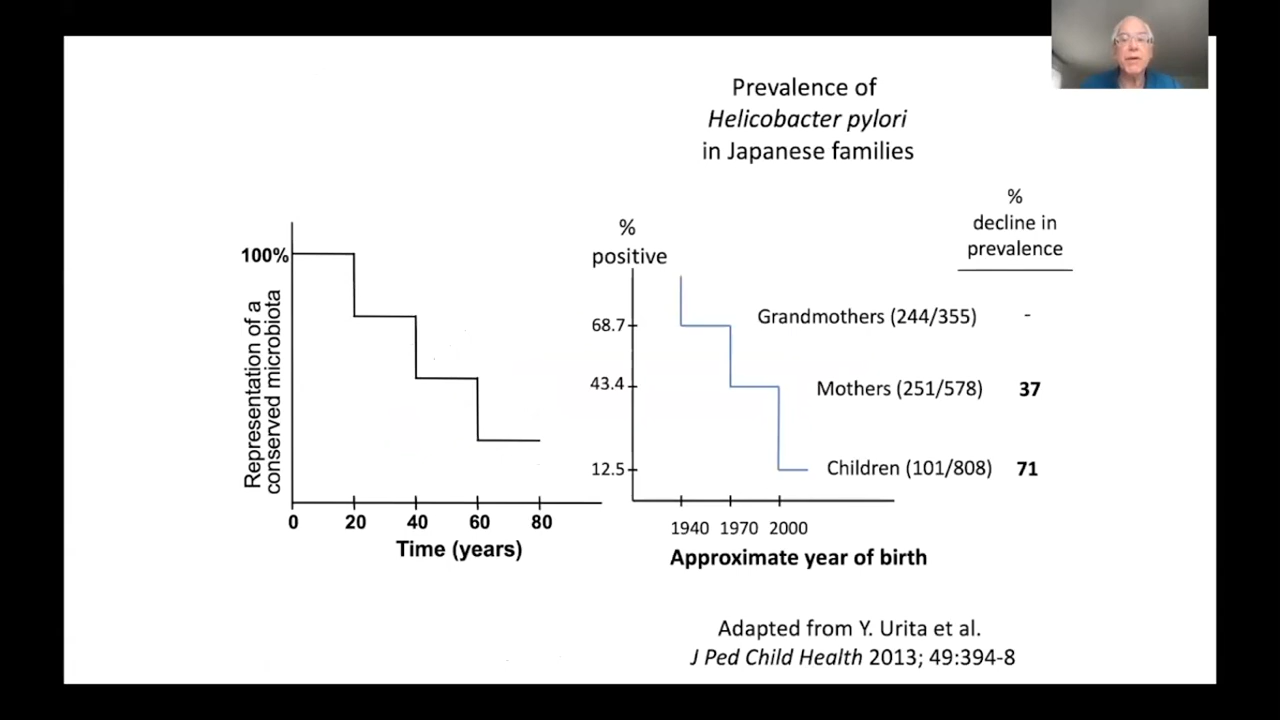 Prevalence of
Helicobacter pylori
in Japanese families
100%
Representation of a
conserved microbiota
0 20 40 60 80
Time (years)
%
positive
68.7
43.4
12.5
1940 1970 2000
Approximate year of birth
%
decline in
prevalence
Grandmothers (244/355) -
Mothers (251/578) 37
Children (101/808) 71
Adapted from Y. Urita et al.
J Ped Child Health 2013; 49:394-8